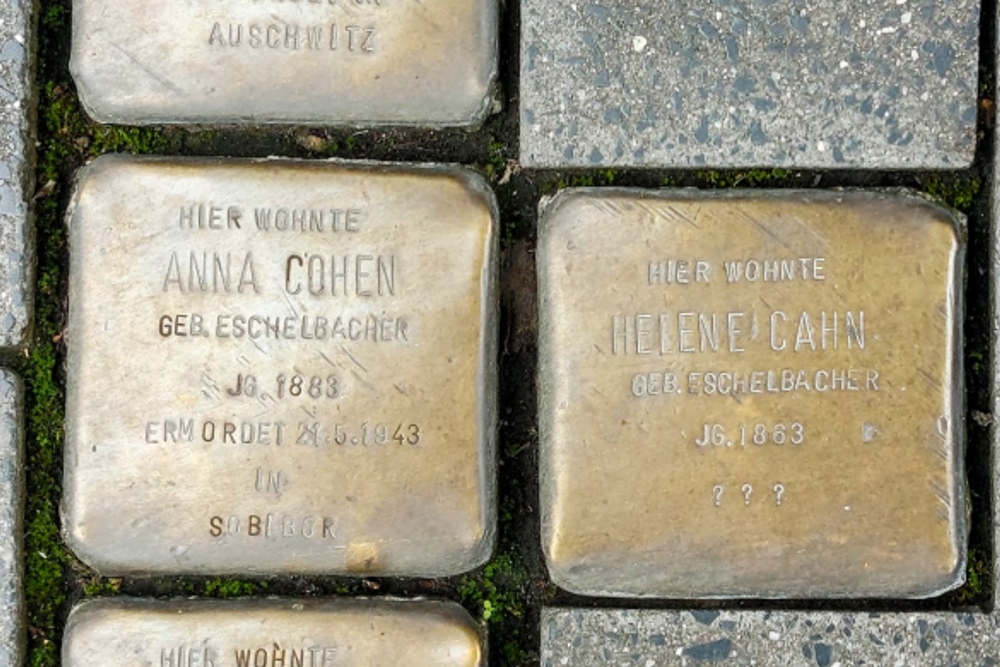 AUSCHWITZ
HIER WOHNTE
ANNA COHEN
GEB. ESCHELBACHER
JG. 1883
ERMORDET 21.5.1943
IN
SOBIBOR
HIER WOHNTE
HELENE CAHN
GEB. ESCHELBACHER
JG. 1863
? ? ?
HIER WOHNTE